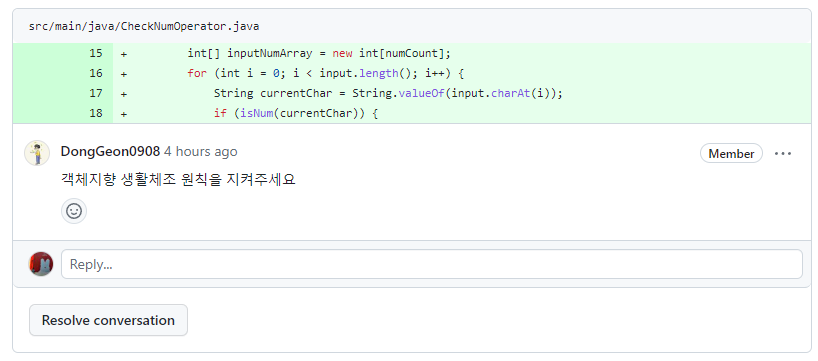 src/main/java/CheckNumOperator.java
15 + int[] inputNumArray = new int[numCount];
16 + for (int i = 0; i < input.length(); i++) {
17 + String currentChar = String.valueOf(input.charAt(i));
18 + if (isNum(currentChar)) {
DongGeon0908 4 hours ago Member ...
객체지향 생활체조 원칙을 지켜주세요
Reply...
Resolve conversation